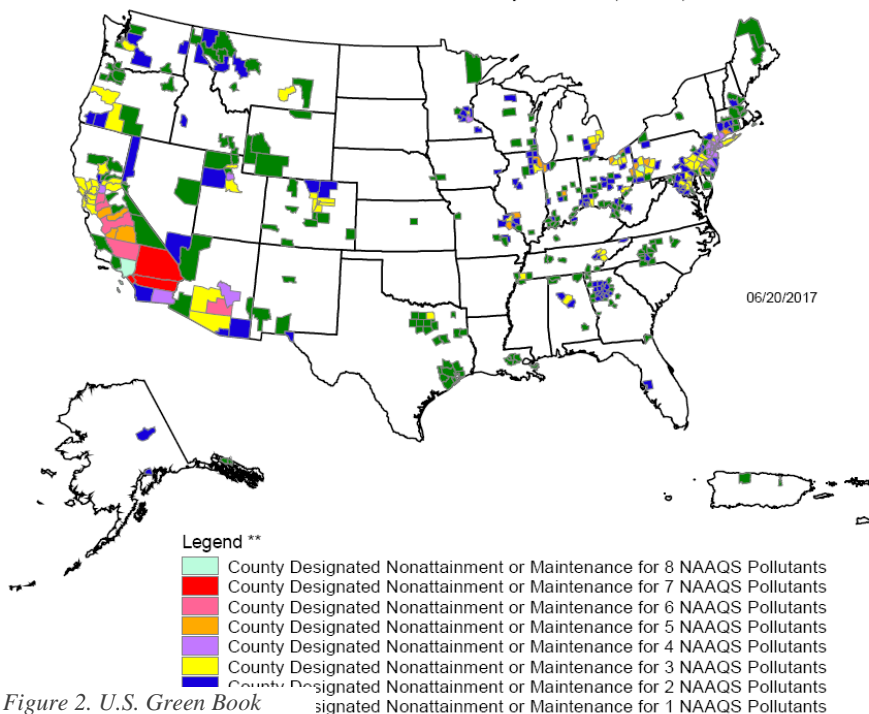 06/20/2017
Legend **
County Designated Nonattainment or Maintenance for 8 NAAQS Pollutants
County Designated Nonattainment or Maintenance for 7 NAAQS Pollutants
County Designated Nonattainment or Maintenance for 6 NAAQS Pollutants
County Designated Nonattainment or Maintenance for 5 NAAQS Pollutants
County Designated Nonattainment or Maintenance for 4 NAAQS Pollutants
County Designated Nonattainment or Maintenance for 3 NAAQS Pollutants
Designated Nonattainment or Maintenance for 2 NAAQS Pollutants
Figure 2. U.S. Green Book
signated Nonattainment or Maintenance for 1 NAAQS Pollutants